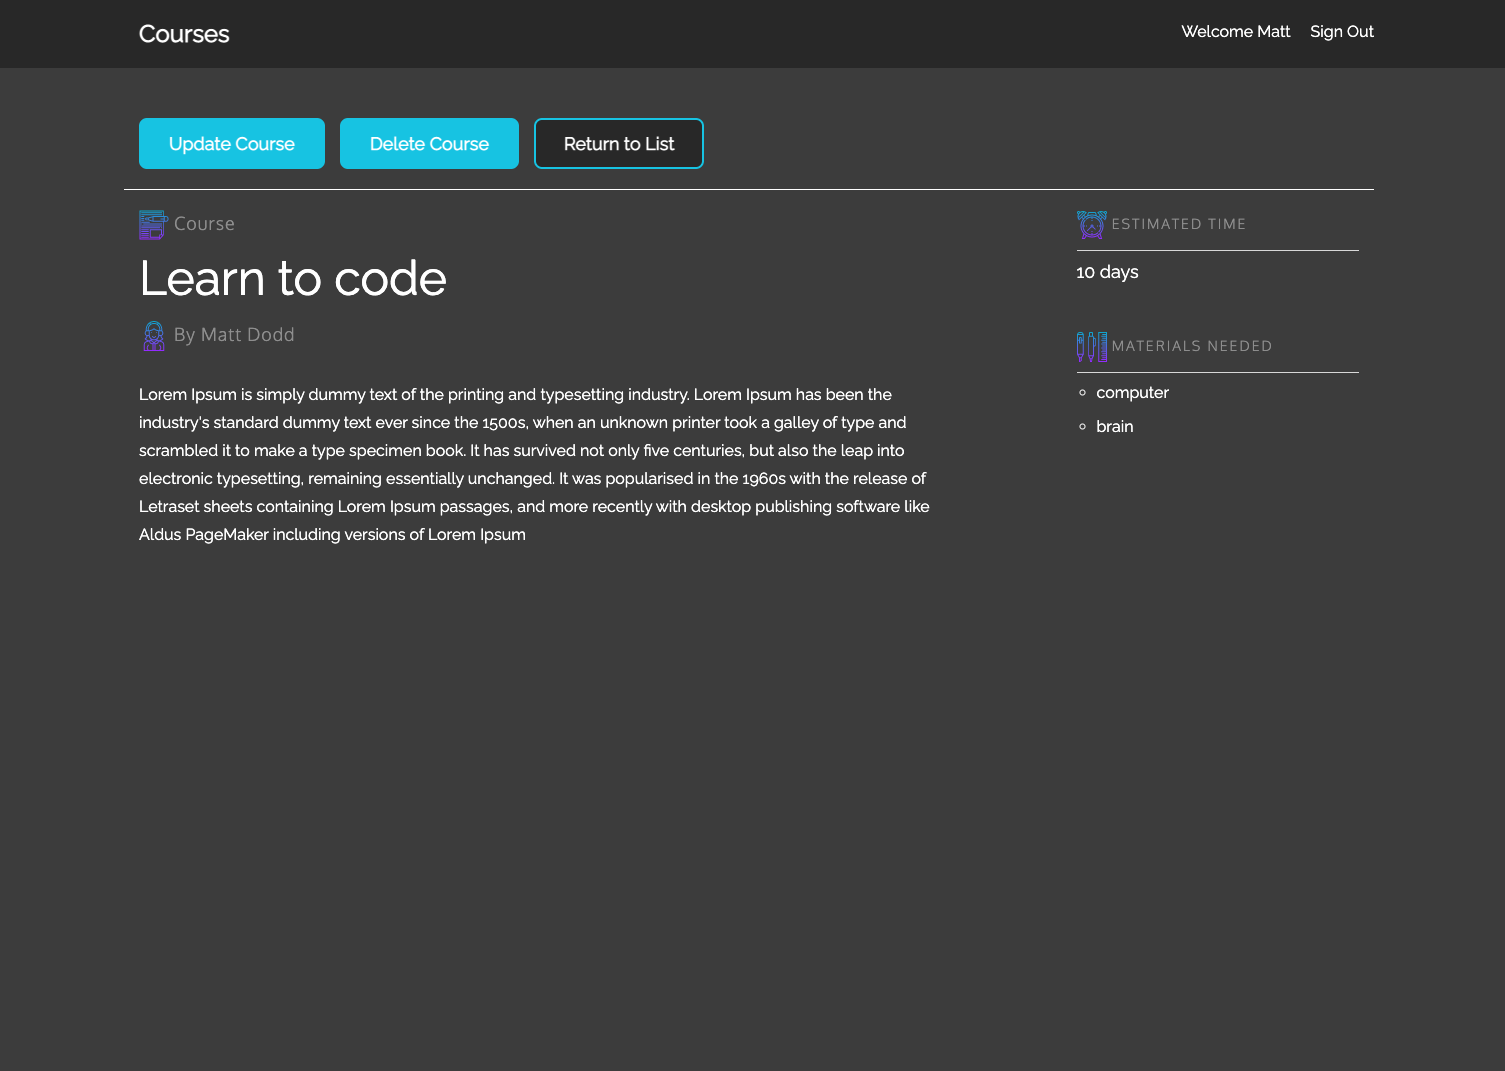 Courses
Welcome Matt
Sign Out
Update Course
Delete Course
Return to List
Course
Learn to code
By Matt Dodd
Lorem Ipsum is simply dummy text of the printing and typesetting industry. Lorem Ipsum has been the
industry's standard dummy text ever since the 1500s, when an unknown printer took a galley of type and
scrambled it to make a type specimen book. It has survived not only five centuries, but also the leap into
electronic typesetting, remaining essentially unchanged. It was popularised in the 1960s with the release of
Letraset sheets containing Lorem Ipsum passages, and more recently with desktop publishing software like
Aldus PageMaker including versions of Lorem Ipsum
ESTIMATED TIME
10 days
MATERIALS NEEDED
computer
brain